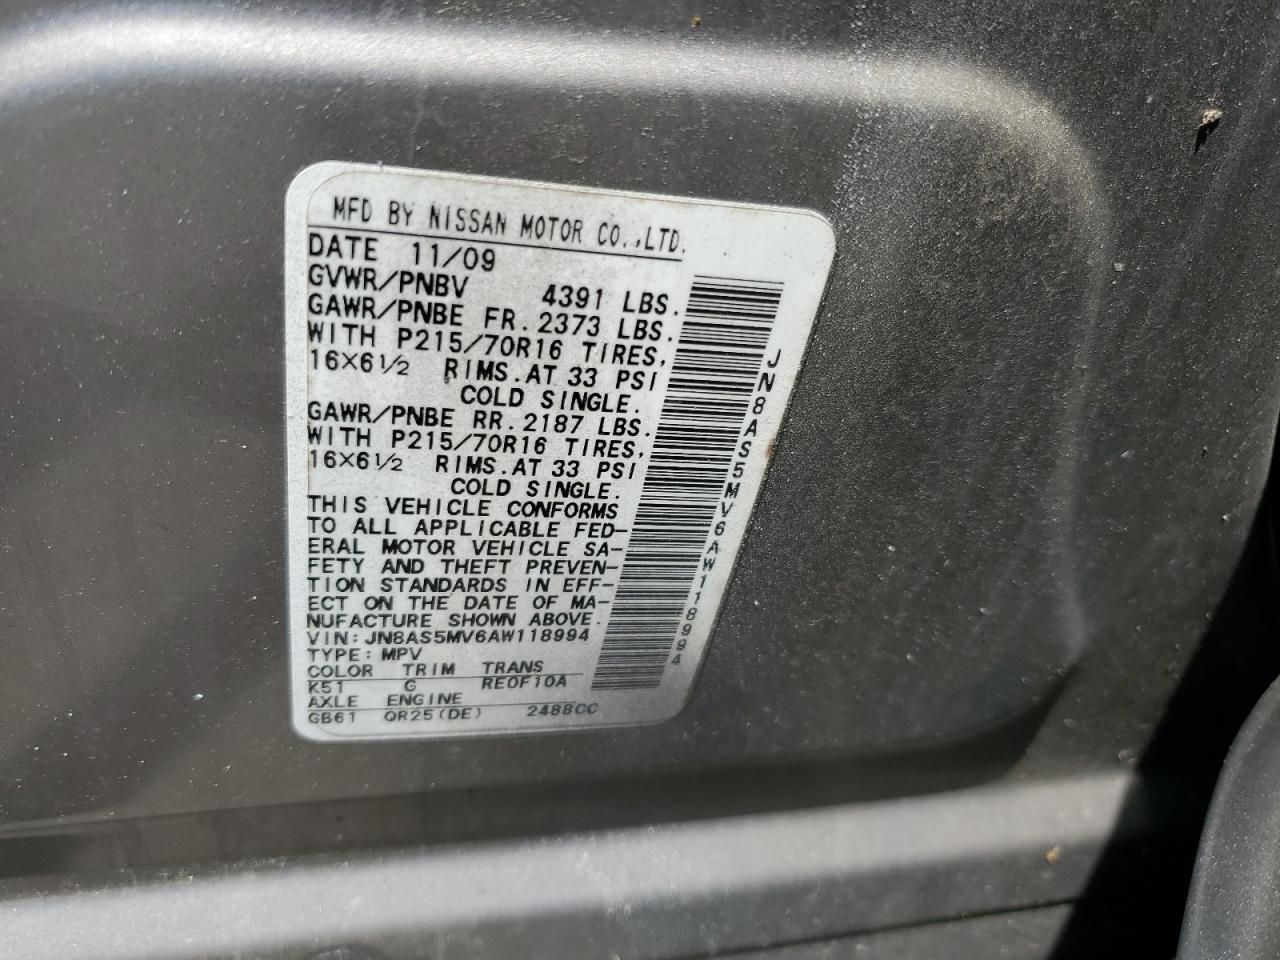 MFD BY NISSAN MOTOR CO.,LTD.
DATE 11/09
GVWR/PNBV 4391 LBS.
GAWR/PNBE FR. 2373 LBS.
WITH P215/70R16 TIRES,
16X6½ RIMS. AT 33 PSI
COLD SINGLE.
GAWR/PNBE RR. 2187 LBS.
WITH P215/70R16 TIRES,
16X6½ RIMS. AT 33 PSI
COLD SINGLE.
THIS VEHICLE CONFORMS
TO ALL APPLICABLE FED-
ERAL MOTOR VEHICLE SA-
FETY AND THEFT PREVEN-
TION STANDARDS IN EFF-
ECT ON THE DATE OF MA-
NUFACTURE SHOWN ABOVE.
VIN: JN8AS5MV6AW118994
TYPE: MPV
COLOR TRIM TRANS
K51 G RE0F10A
AXLE ENGINE
GB61 QR25(DE) 2488CC
JN8AS5MV6AW118994